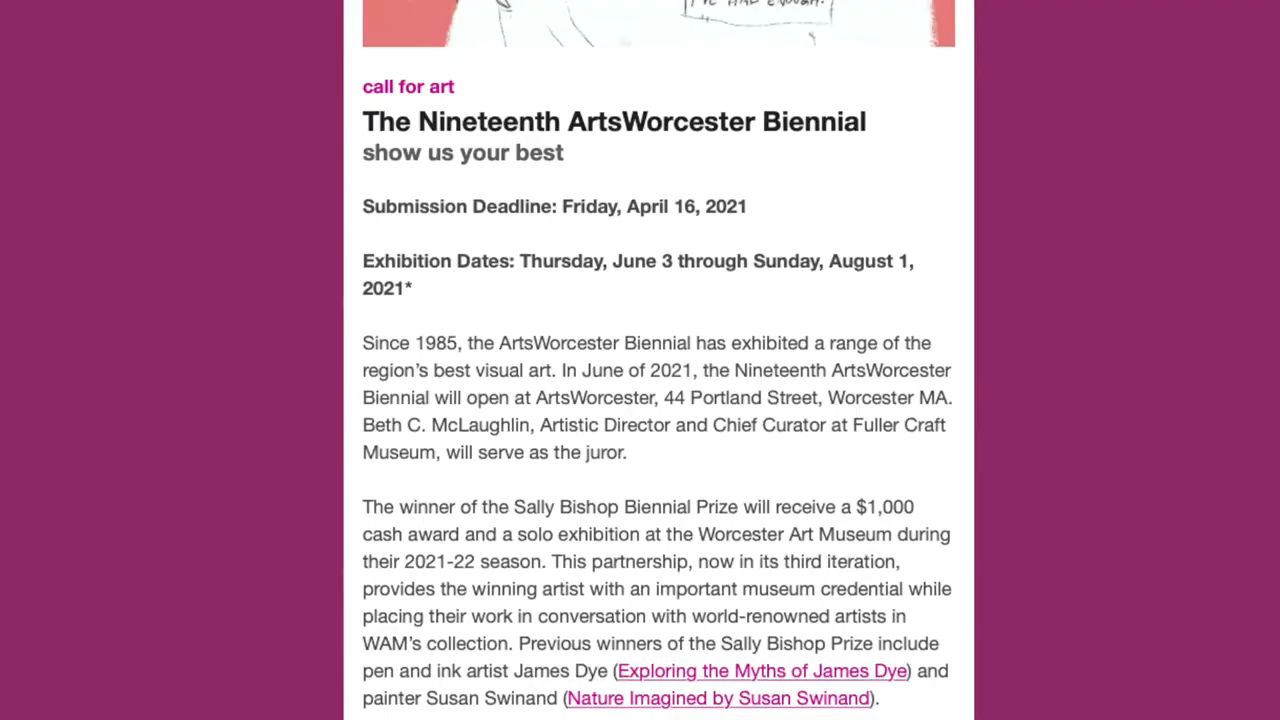 I'VE HAD ENOUGH.
call for art
The Nineteenth ArtsWorcester Biennial
show us your best
Submission Deadline: Friday, April 16, 2021
Exhibition Dates: Thursday, June 3 through Sunday, August 1,
2021*
Since 1985, the ArtsWorcester Biennial has exhibited a range of the
region’s best visual art. In June of 2021, the Nineteenth ArtsWorcester
Biennial will open at ArtsWorcester, 44 Portland Street, Worcester MA.
Beth C. McLaughlin, Artistic Director and Chief Curator at Fuller Craft
Museum, will serve as the juror.
The winner of the Sally Bishop Biennial Prize will receive a $1,000
cash award and a solo exhibition at the Worcester Art Museum during
their 2021-22 season. This partnership, now in its third iteration,
provides the winning artist with an important museum credential while
placing their work in conversation with world-renowned artists in
WAM’s collection. Previous winners of the Sally Bishop Prize include
pen and ink artist James Dye (Exploring the Myths of James Dye) and
painter Susan Swinand (Nature Imagined by Susan Swinand).